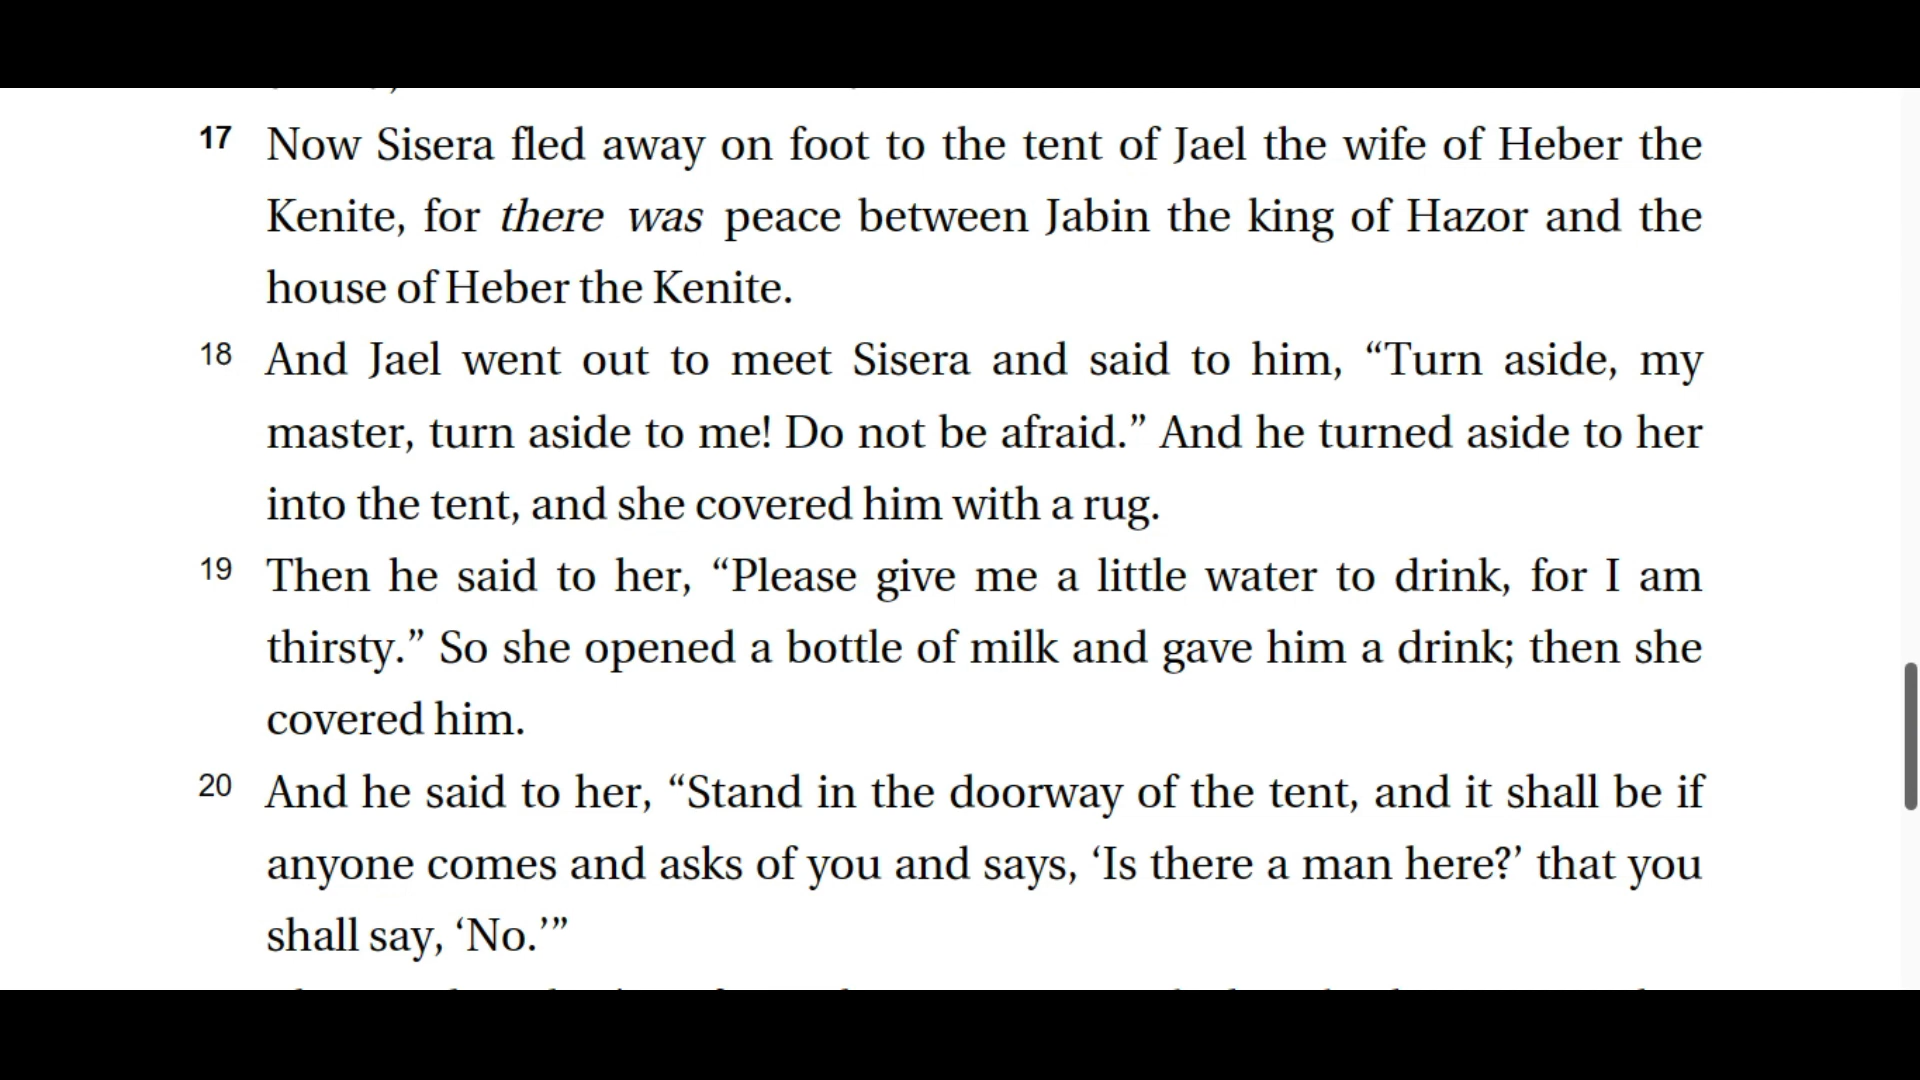 17 Now Sisera fled away on foot to the tent of Jael the wife of Heber the
Kenite, for there was peace between Jabin the king of Hazor and the
house of Heber the Kenite.
18 And Jael went out to meet Sisera and said to him, “Turn aside, my
master, turn aside to me! Do not be afraid.” And he turned aside to her
into the tent, and she covered him with a rug.
19 Then he said to her, “Please give me a little water to drink, for I am
thirsty.” So she opened a bottle of milk and gave him a drink; then she
covered him.
20 And he said to her, “Stand in the doorway of the tent, and it shall be if
anyone comes and asks of you and says, ‘Is there a man here?’ that you
shall say, ‘No.’”